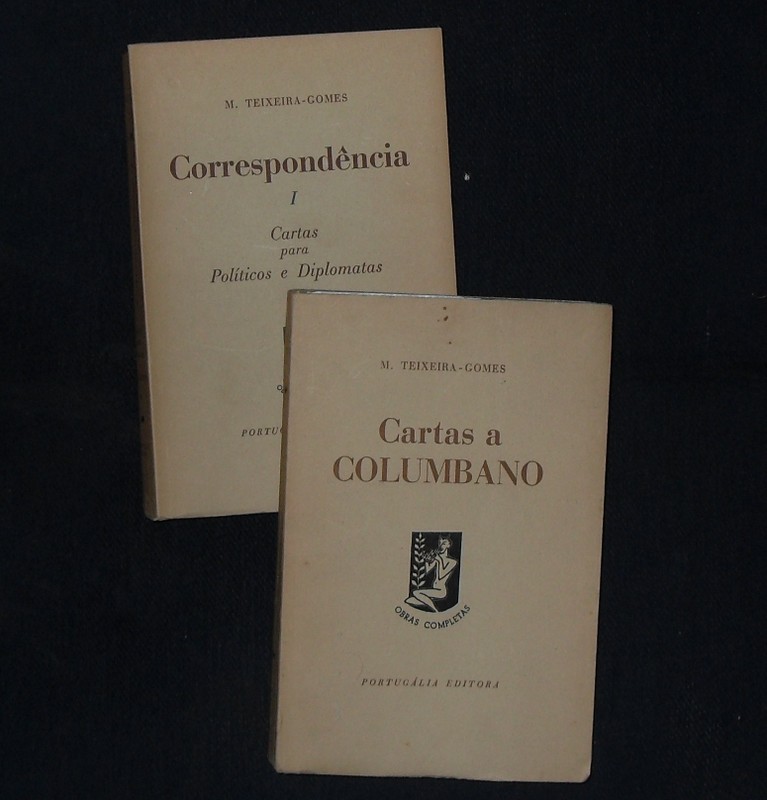 M. TEIXEIRA-GOMES
Correspondência
I
Cartas
para
Políticos e Diplomatas
M. TEIXEIRA-GOMES
Cartas a
COLUMBANO
OBRAS COMPLETAS
PORTUGÁLIA EDITORA